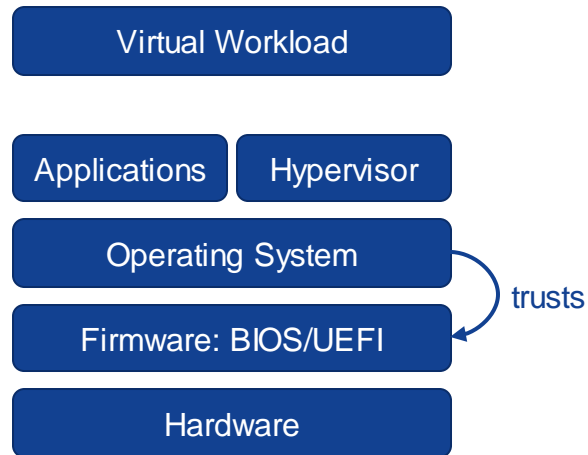 Virtual Workload
Applications
Hypervisor
Operating System
trusts
Firmware: BIOS/UEFI
Hardware